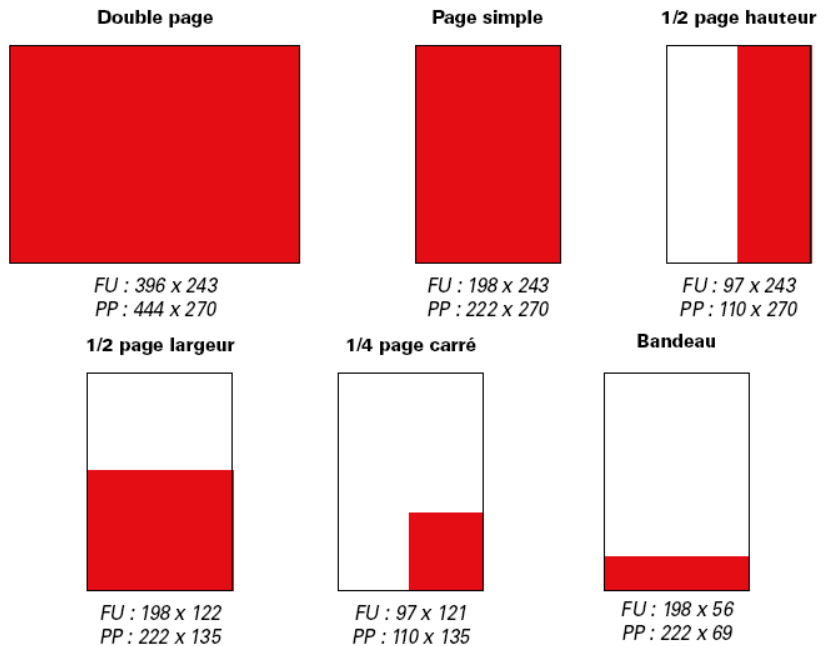 Double page
Page simple
1/2 page hauteur
FU : 396 x 243
PP : 444 x 270
FU : 198 x 243
PP : 222 x 270
FU : 97 x 243
PP : 110 x 270
1/2 page largeur
1/4 page carré
Bandeau
FU : 198 x 122
PP : 222 x 135
FU : 97 x 121
PP : 110 x 135
FU : 198 x 56
PP : 222 x 69